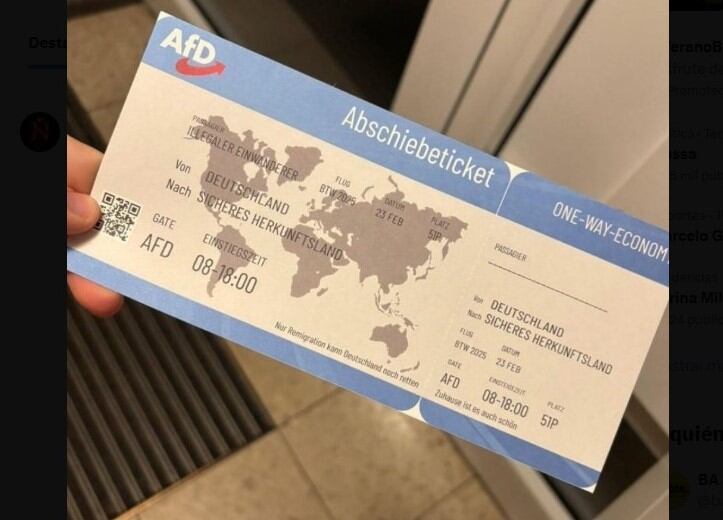 AfD
Abschiebeticket
PASSAGIER
ILLEGALER EINWANDERER
Von DEUTSCHLAND
Nach SICHERES HERKUNFTSLAND
FLUG
BTW 2025
DATUM
23 FEB
PLATZ
51P
GATE
AFD
EINSTIEGSZEIT
08-18:00
Nur Remigration kann Deutschland noch retten
ONE-WAY-ECONOM
PASSAGIER
Von DEUTSCHLAND
Nach SICHERES HERKUNFTSLAND
FLUG
BTW 2025
DATUM
23 FEB
GATE
AFD
EINSTIEGSZEIT
08-18:00
PLATZ
51P
Zuhause ist es auch schön
Desta